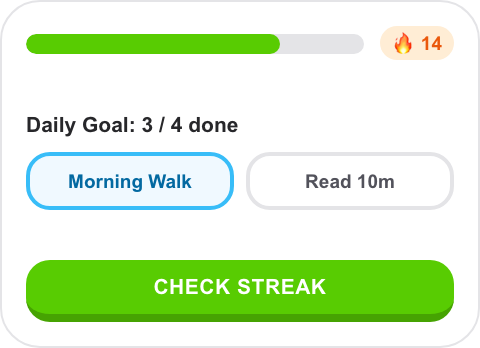 🔥 14
Daily Goal: 3 / 4 done
Morning Walk
Read 10m
CHECK STREAK